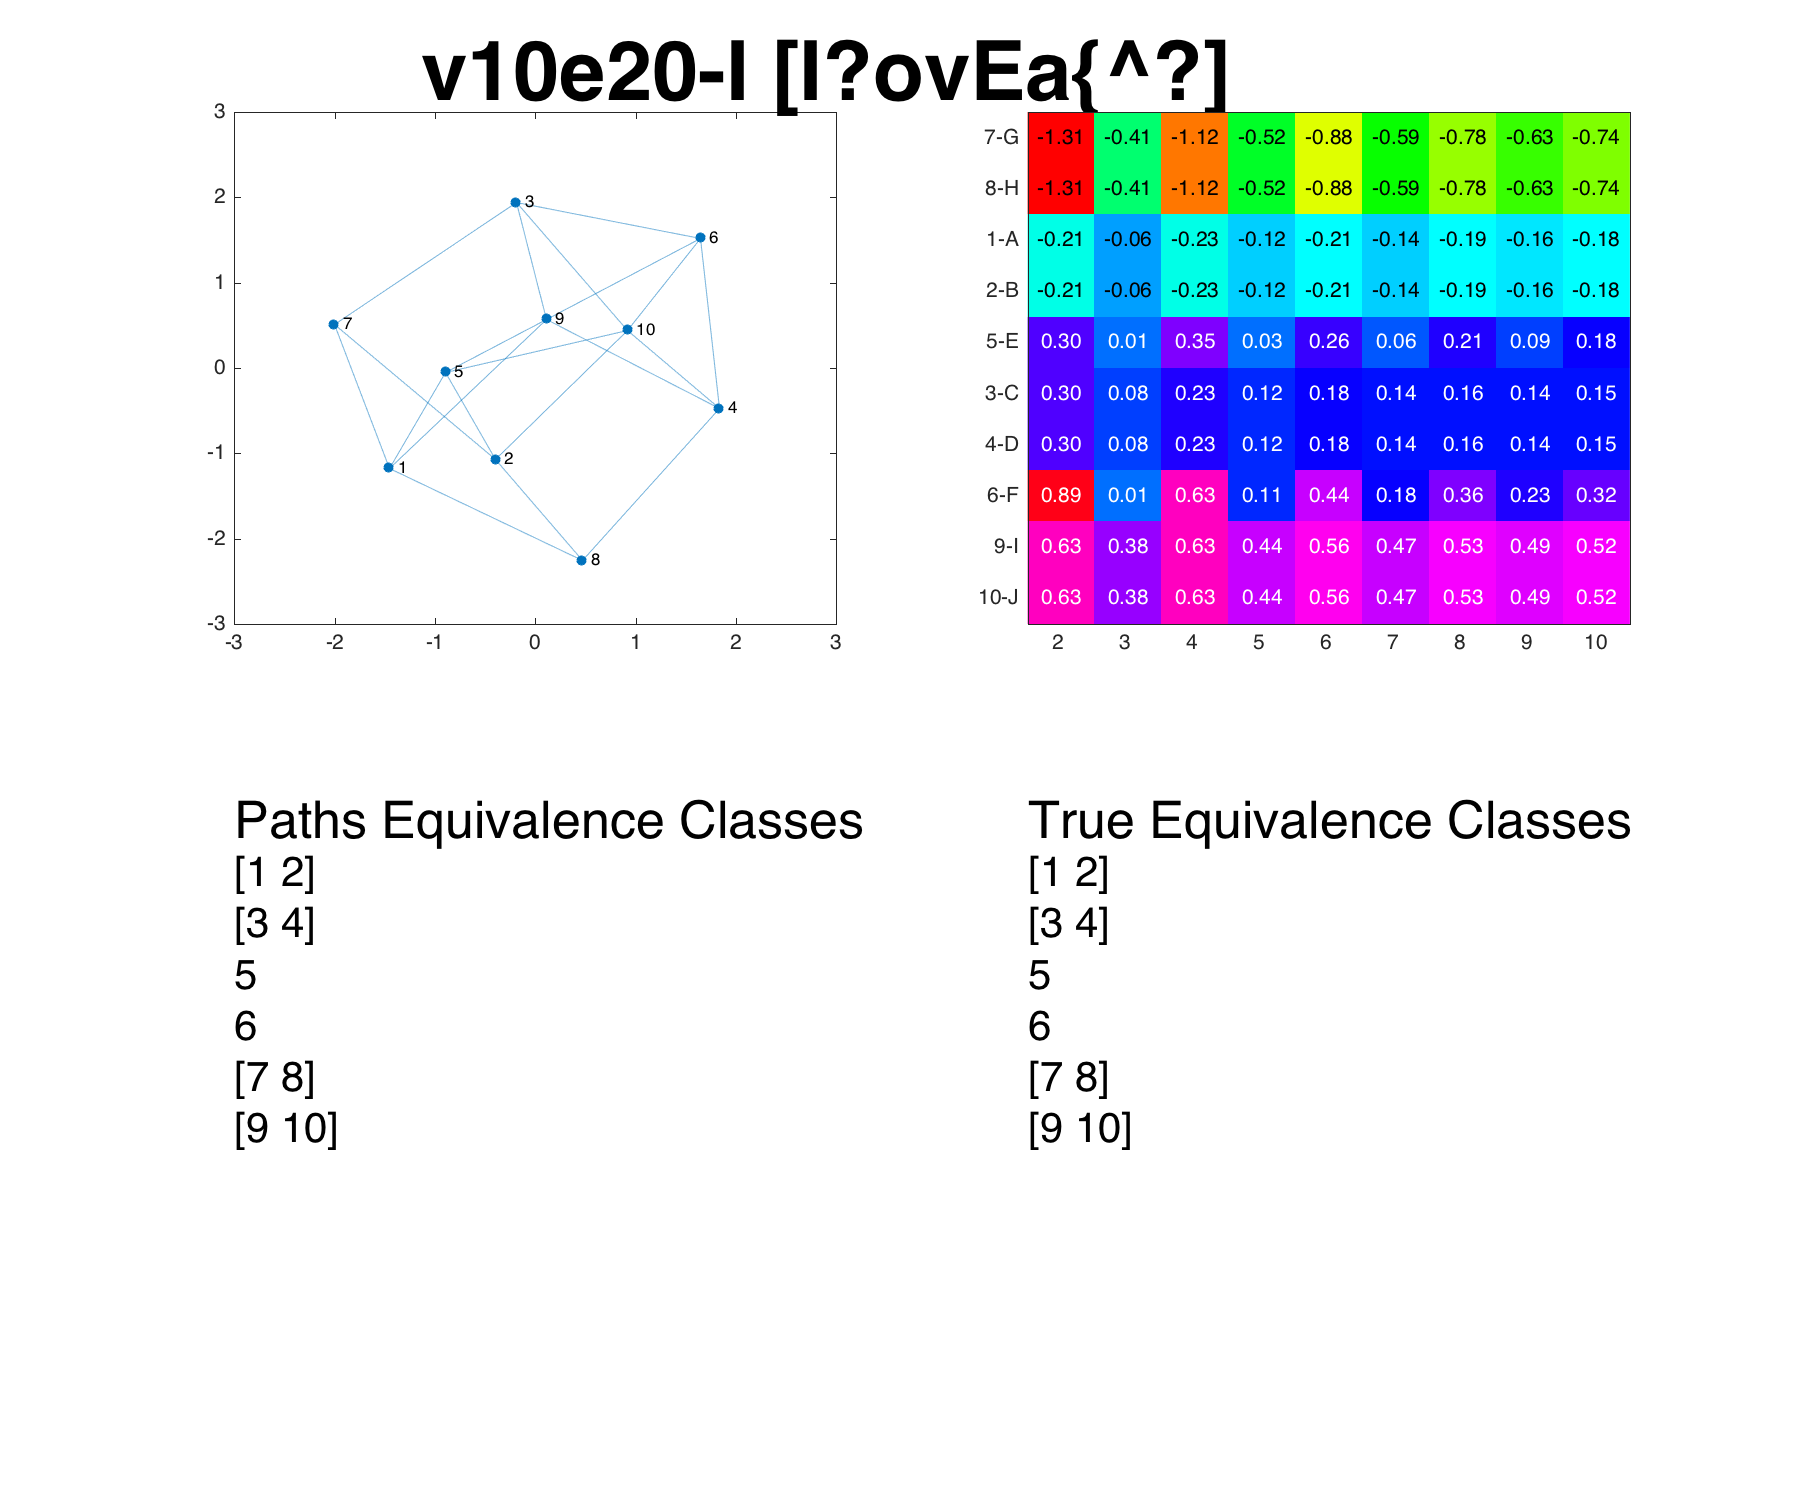 v10e20-I [I?ovEa{^?]
3
2
1
0
-1
-2
-3
-3 -2 -1 0 1 2 3
3
6
7
9
10
5
4
2
1
8
7-G -1.31 -0.41 -1.12 -0.52 -0.88 -0.59 -0.78 -0.63 -0.74
8-H -1.31 -0.41 -1.12 -0.52 -0.88 -0.59 -0.78 -0.63 -0.74
1-A -0.21 -0.06 -0.23 -0.12 -0.21 -0.14 -0.19 -0.16 -0.18
2-B -0.21 -0.06 -0.23 -0.12 -0.21 -0.14 -0.19 -0.16 -0.18
5-E 0.30 0.01 0.35 0.03 0.26 0.06 0.21 0.09 0.18
3-C 0.30 0.08 0.23 0.12 0.18 0.14 0.16 0.14 0.15
4-D 0.30 0.08 0.23 0.12 0.18 0.14 0.16 0.14 0.15
6-F 0.89 0.01 0.63 0.11 0.44 0.18 0.36 0.23 0.32
9-I 0.63 0.38 0.63 0.44 0.56 0.47 0.53 0.49 0.52
10-J 0.63 0.38 0.63 0.44 0.56 0.47 0.53 0.49 0.52
2 3 4 5 6 7 8 9 10
Paths Equivalence Classes
[1 2]
[3 4]
5
6
[7 8]
[9 10]
True Equivalence Classes
[1 2]
[3 4]
5
6
[7 8]
[9 10]